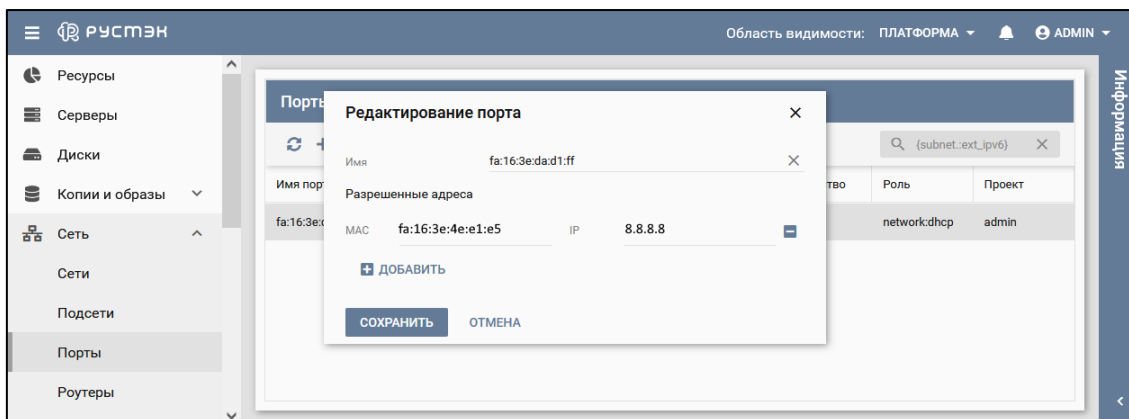 РУСТЭК
Область видимости: ПЛАТФОРМА
ADMIN
Ресурсы
Серверы
Диски
Копии и образы
Сеть
Сети
Подсети
Порты
Роутеры
Порты
{subnet.:ext_ipv6}
Имя пор
тво
Роль
Проект
fa:16:3e:c
network:dhcp
admin
Редактирование порта
Имя
fa:16:3e:da:d1:ff
Разрешенные адреса
MAC
fa:16:3e:4e:e1:e5
IP
8.8.8.8
ДОБАВИТЬ
СОХРАНИТЬ
ОТМЕНА
Информация